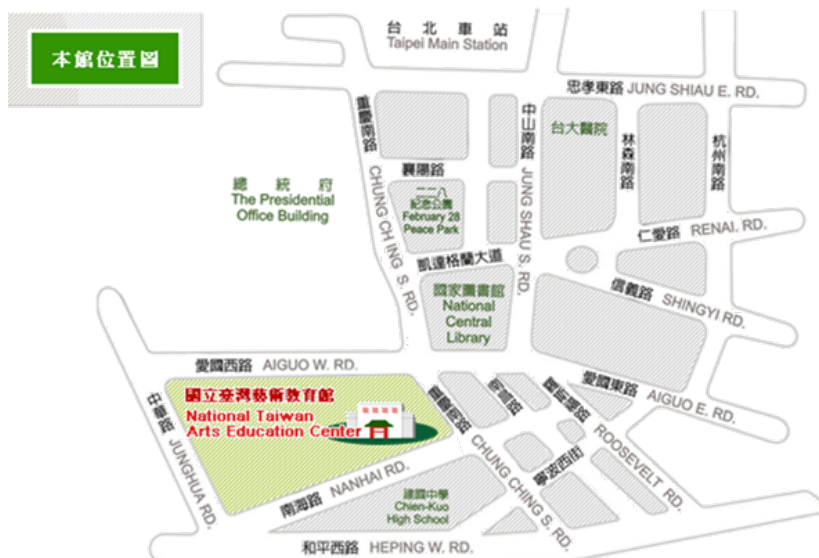 本館位置圖
台北車站
Taipei Main Station
忠孝東路 JUNG SHIAU E. RD.
重慶南路
CHUNG CHING S. RD.
中山南路
JUNG SHAU S. RD.
台大醫院
林森南路
杭州南路
襄陽路
總統府
The Presidential
Office Building
二二八
紀念公園
February 28
Peace Park
仁愛路 RENAI. RD.
凱達格蘭大道
信義路 SHINGYI RD.
國家圖書館
National
Central
Library
愛國西路 AIGUO W. RD.
愛國東路 AIGUO E. RD.
中華路 JUNGHUA RD.
國立臺灣藝術教育館
National Taiwan
Arts Education Center
重慶南路 CHUNG CHING S. RD.
羅斯福路 ROOSEVELT RD.
寧波西街
南海路 NANHAI RD.
建國中學
Chien-Kuo
High School
和平西路 HEPING W. RD.